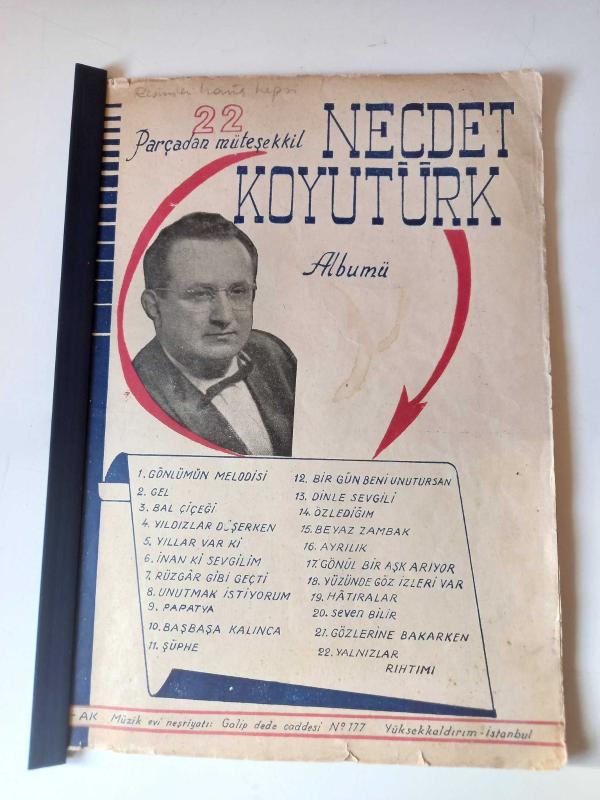 22
Parçadan müteşekkil
NECDET
KOYUTÜRK
Albumü
1. GÖNLÜMÜN MELODİSİ
2. GEL
3. BAL ÇİÇEĞİ
4. YILDIZLAR DÜŞERKEN
5. YILLAR VAR Kİ
6. İNAN Kİ SEVGİLİM
7. RÜZGÂR GİBİ GEÇTİ
8. UNUTMAK İSTİYORUM
9. PAPATYA
10. BAŞBAŞA KALINCA
11. ŞÜPHE
12. BİR GÜN BENİ UNUTURSAN
13. DİNLE SEVGİLİ
14. ÖZLEDİĞİM
15. BEYAZ ZAMBAK
16. AYRILIK
17. GÖNÜL BİR AŞK ARIYOR
18. YÜZÜNDE GÖZ İZLERİ VAR
19. HÂTIRALAR
20. SEVEN BİLİR
21. GÖZLERİNE BAKARKEN
22. YALNIZLAR
RIHTIMI
- AK Müzik evi neşriyatı: Galip dede caddesi Nº 177 Yüksekkaldırım - İstanbul